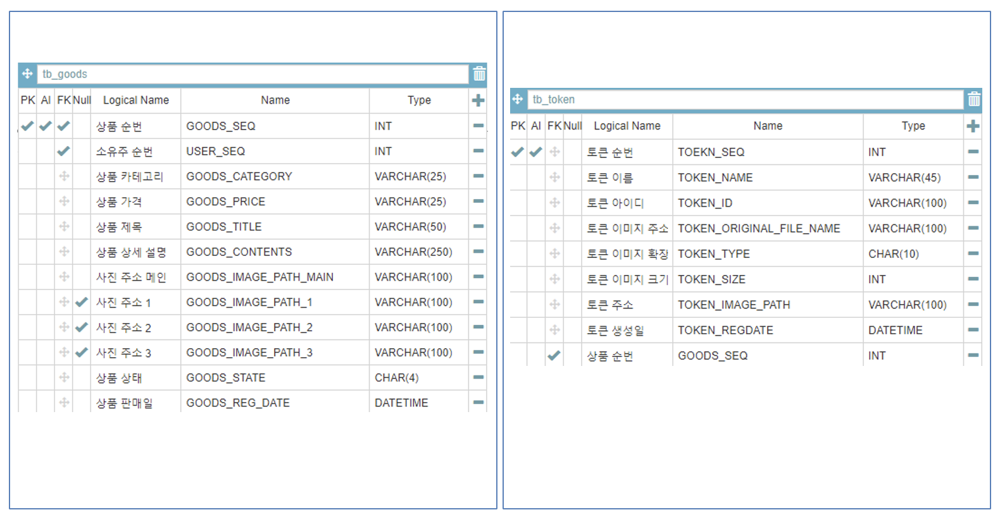 tb_goods
PK AI FK Null Logical Name Name Type
상품 순번 GOODS_SEQ INT
소유주 순번 USER_SEQ INT
상품 카테고리 GOODS_CATEGORY VARCHAR(25)
상품 가격 GOODS_PRICE VARCHAR(25)
상품 제목 GOODS_TITLE VARCHAR(50)
상품 상세 설명 GOODS_CONTENTS VARCHAR(250)
사진 주소 메인 GOODS_IMAGE_PATH_MAIN VARCHAR(100)
사진 주소 1 GOODS_IMAGE_PATH_1 VARCHAR(100)
사진 주소 2 GOODS_IMAGE_PATH_2 VARCHAR(100)
사진 주소 3 GOODS_IMAGE_PATH_3 VARCHAR(100)
상품 상태 GOODS_STATE CHAR(4)
상품 판매일 GOODS_REG_DATE DATETIME
tb_token
PK AI FK Null Logical Name Name Type
토큰 순번 TOEKN_SEQ INT
토큰 이름 TOKEN_NAME VARCHAR(45)
토큰 아이디 TOKEN_ID VARCHAR(100)
토큰 이미지 주소 TOKEN_ORIGINAL_FILE_NAME VARCHAR(100)
토큰 이미지 확장 TOKEN_TYPE CHAR(10)
토큰 이미지 크기 TOKEN_SIZE INT
토큰 주소 TOKEN_IMAGE_PATH VARCHAR(100)
토큰 생성일 TOKEN_REGDATE DATETIME
상품 순번 GOODS_SEQ INT